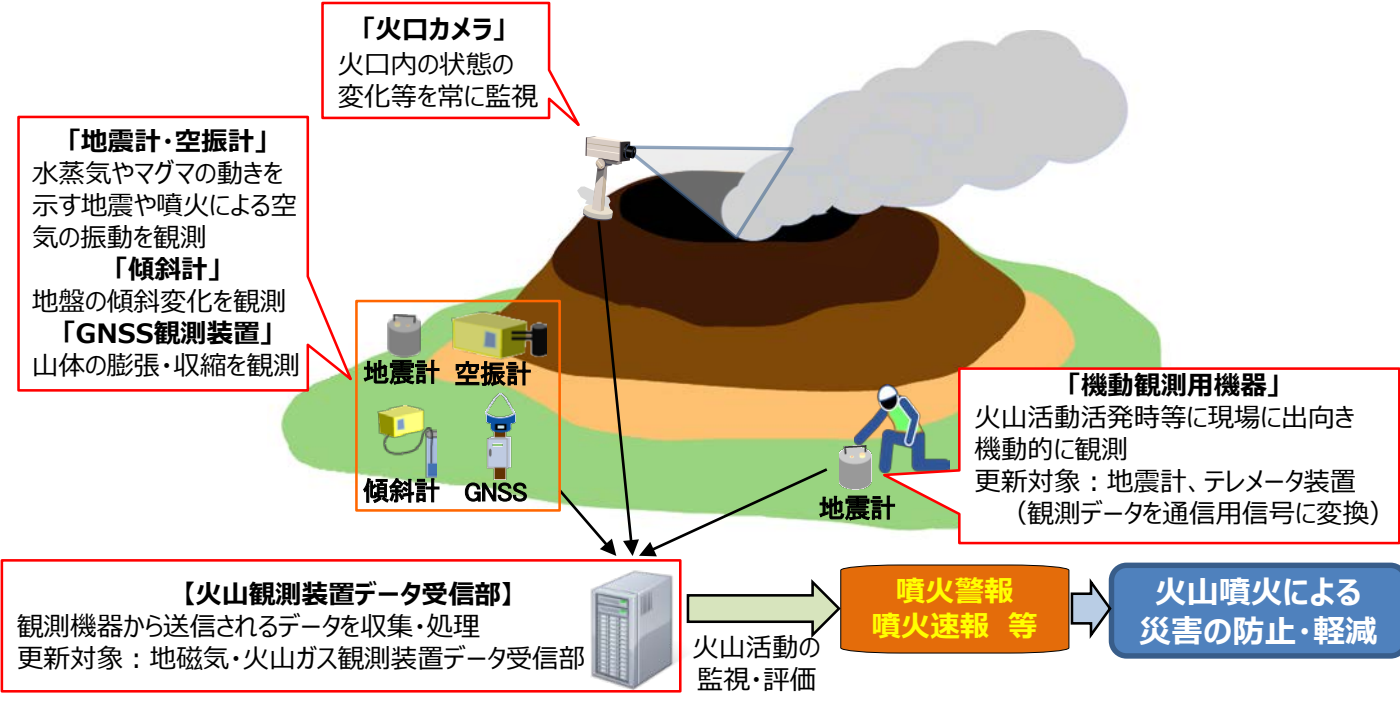 「火口カメラ」
火口内の状態の
変化等を常に監視
「地震計・空振計」
水蒸気やマグマの動きを
示す地震や噴火による空
気の振動を観測
「傾斜計」
地盤の傾斜変化を観測
「GNSS観測装置」
山体の膨張・収縮を観測
地震計 空振計
傾斜計 GNSS
「機動観測用機器」
火山活動活発時等に現場に出向き
機動的に観測
更新対象：地震計、テレメータ装置
（観測データを通信用信号に変換）
地震計
【火山観測装置データ受信部】
観測機器から送信されるデータを収集・処理
更新対象：地磁気・火山ガス観測装置データ受信部
火山活動の
監視・評価
噴火警報
噴火速報 等
火山噴火による
災害の防止・軽減